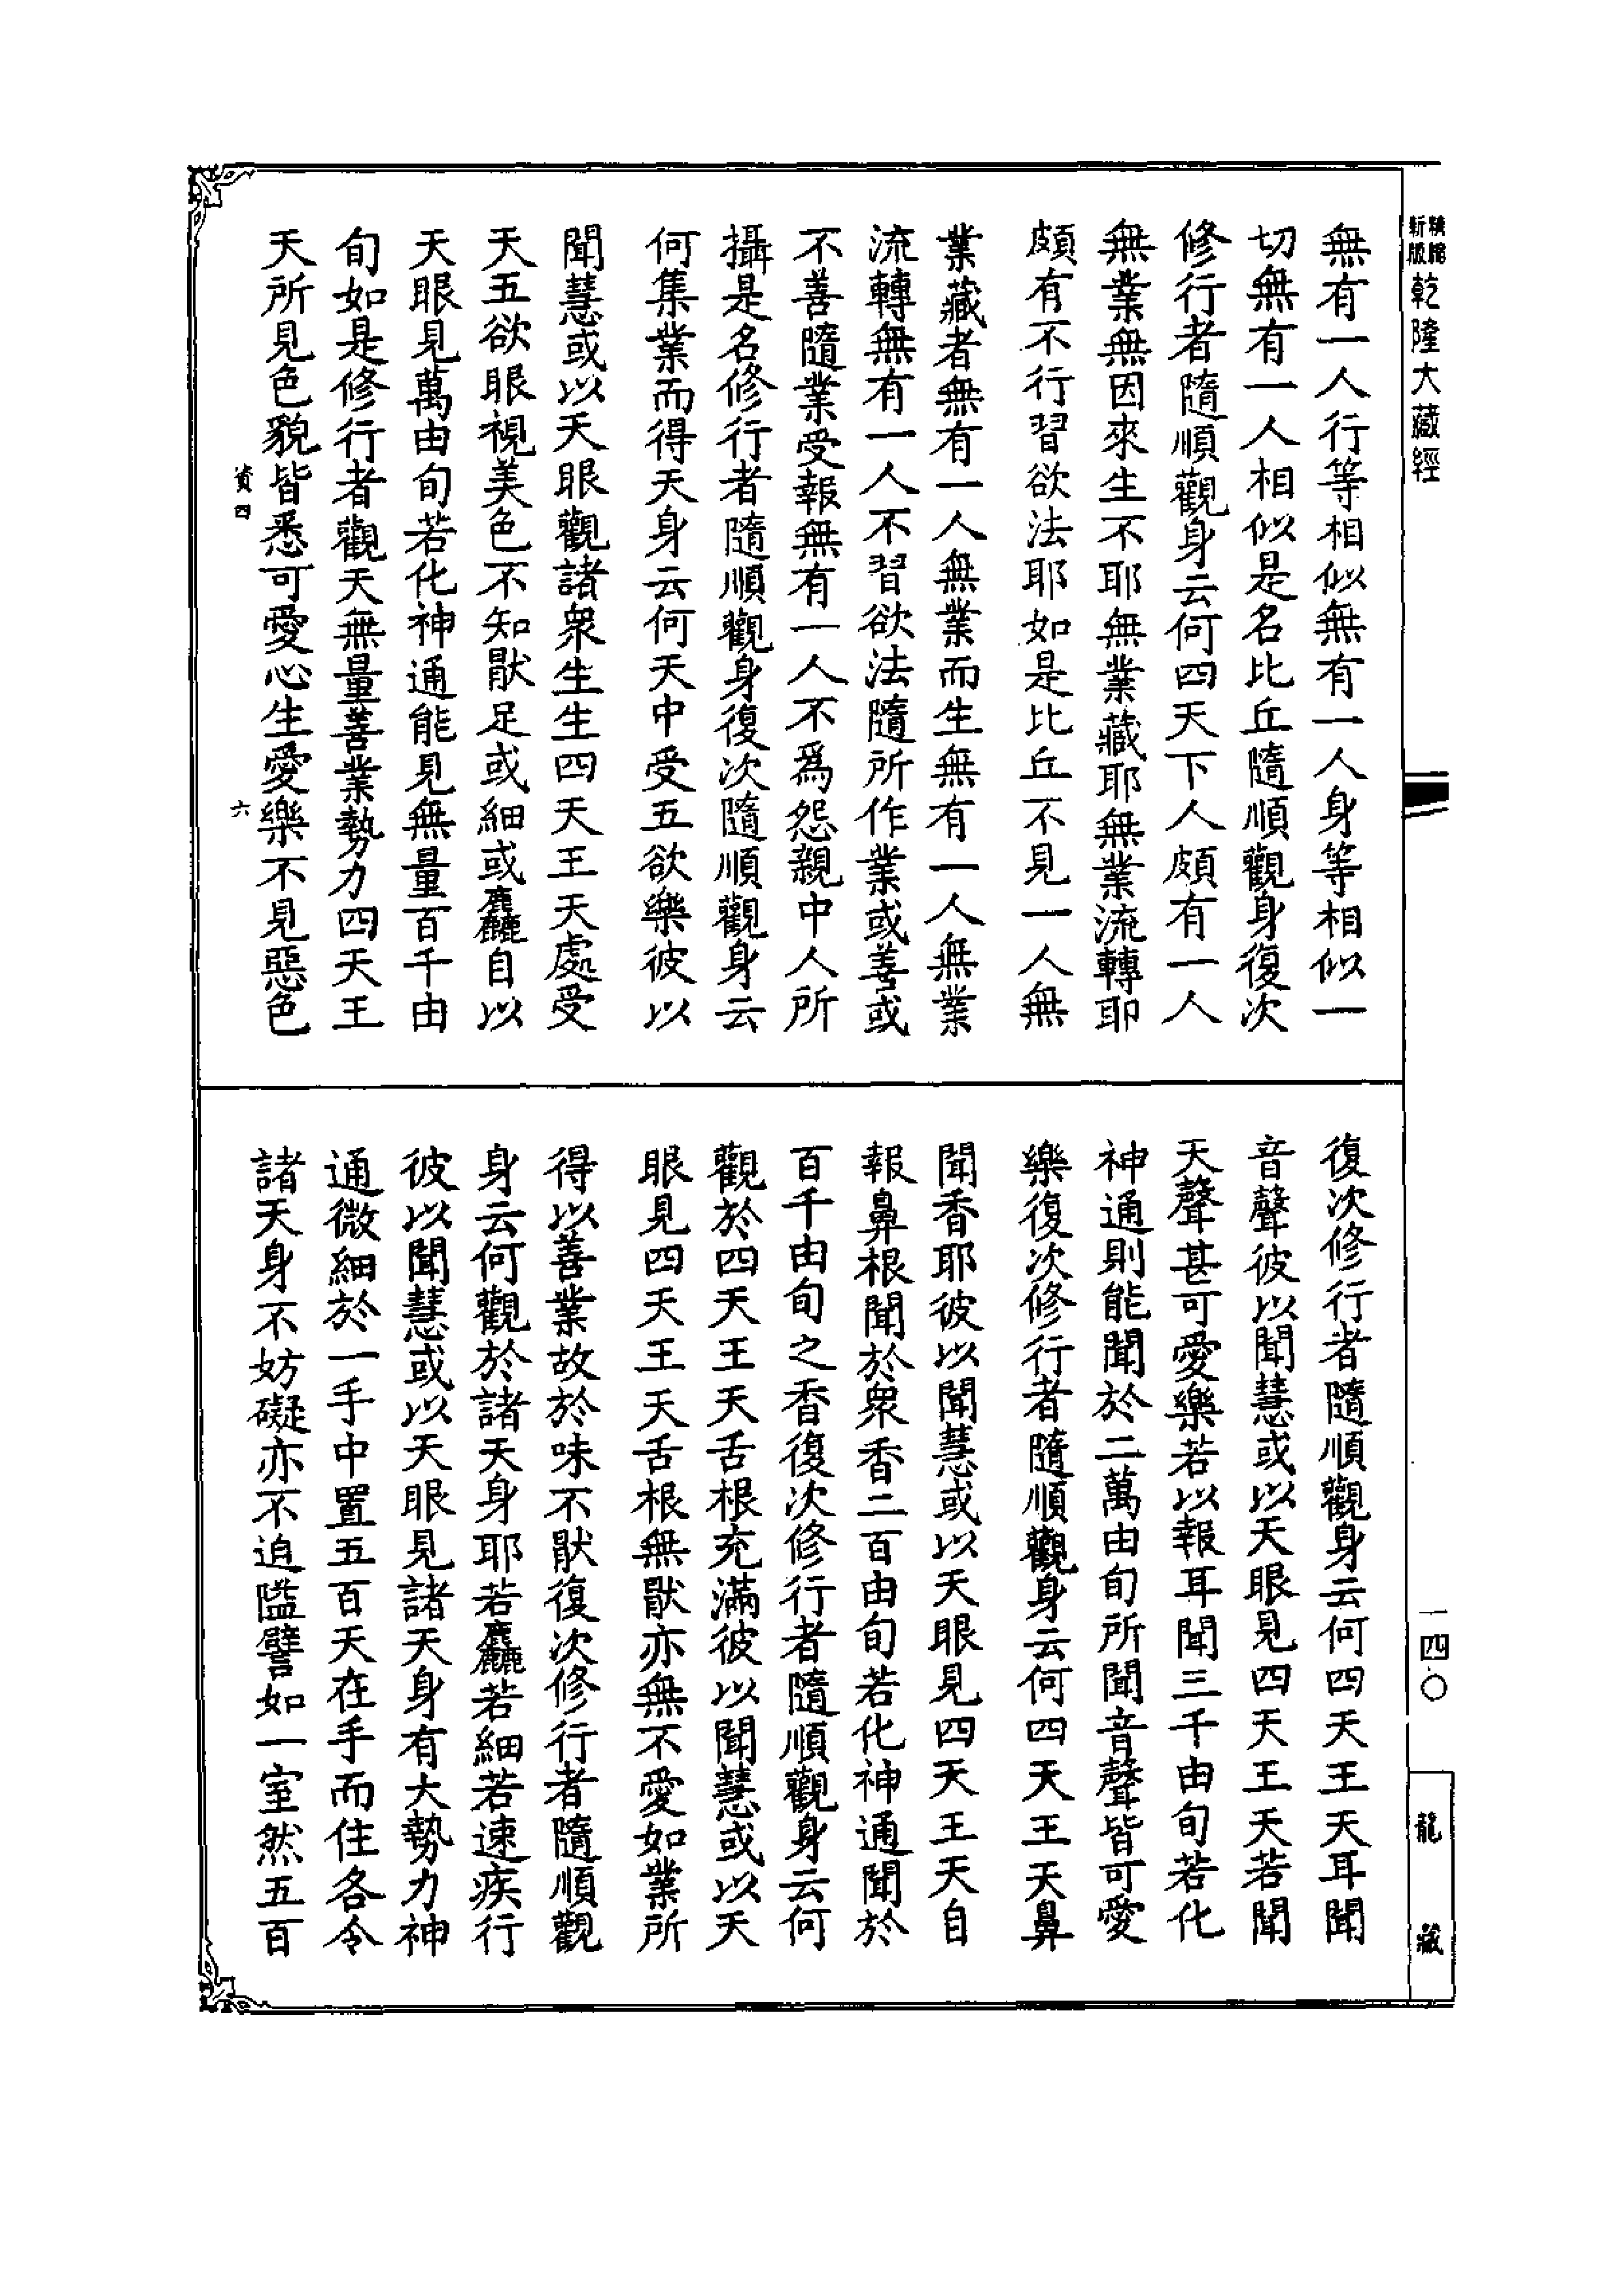 新版精縮
乾隆大藏經
無有一人行等相似無有一人身等相似一
切無有一人相似是名比丘隨順觀身復次
修行者隨順觀身云何四天下人頗有一人
無業無因來生不耶無業藏耶無業流轉耶
頗有不行習欲法耶如是比丘不見一人無
業藏者無有一人無業而生無有一人無業
流轉無有一人不習欲法隨所作業或善或
不善隨業受報無有一人不為怨親中人所
攝是名修行者隨順觀身復次隨順觀身云
何集業而得天身云何天中受五欲樂彼以
聞慧或以天眼觀諸衆生生四天王天處受
天五欲眼視美色不知猒足或細或麤自以
天眼見萬由旬若化神通能見無量百千由
旬如是修行者觀天無量善業勢力四天王
天所見色貌皆悉可愛心生愛樂不見惡色
資四
六
復次修行者隨順觀身云何四天王天耳聞
音聲彼以聞慧或以天眼見四天王天若聞
天聲甚可愛樂若以報耳聞三千由旬若化
神通則能聞於二萬由旬所聞音聲皆可愛
樂復次修行者隨順觀身云何四天王天鼻
聞香耶彼以聞慧或以天眼見四天王天自
報鼻根聞於衆香二百由旬若化神通聞於
百千由旬之香復次修行者隨順觀身云何
觀於四天王天舌根充滿彼以聞慧或以天
眼見四天王天舌根無猒亦無不愛如業所
得以善業故於味不猒復次修行者隨順觀
身云何觀於諸天身耶若麤若細若速疾行
彼以聞慧或以天眼見諸天身有大勢力神
通微細於一手中置五百天在手而住各令
諸天身不妨礙亦不迫隘譬如一室然五百
一四〇
龍藏